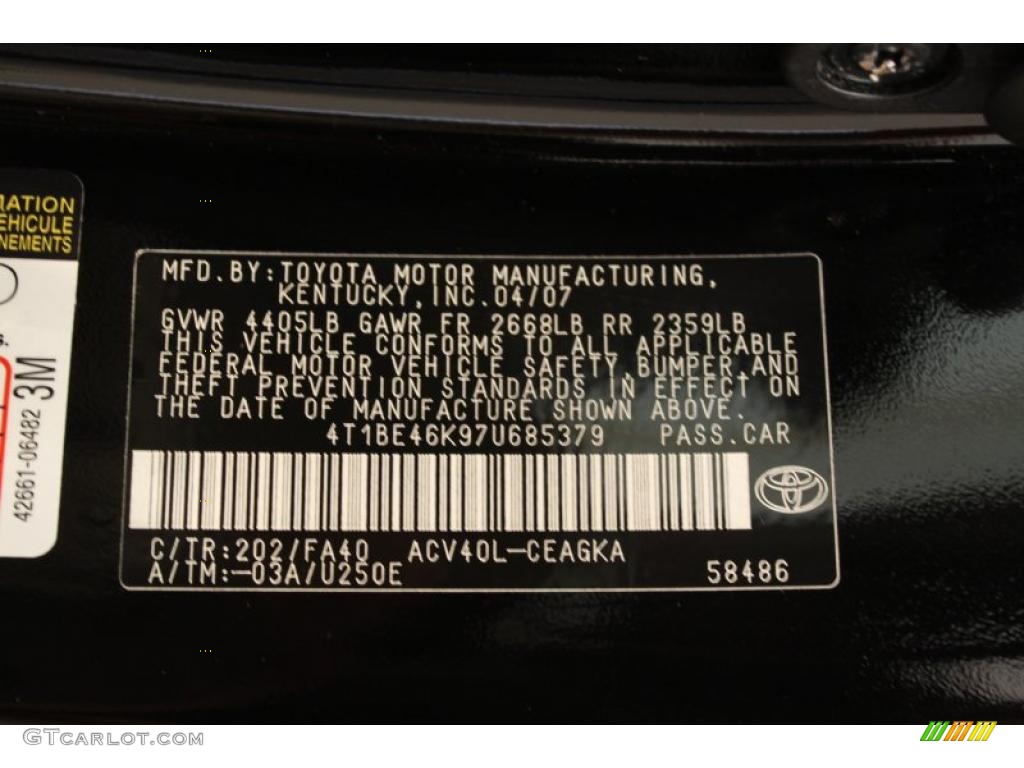 MATION
EHICULE
NEMENTS
42661-06482 3M
MFD.BY:TOYOTA MOTOR MANUFACTURING,
KENTUCKY,INC.04/07
GVWR 4405LB GAWR FR 2668LB RR 2359LB
THIS VEHICLE CONFORMS TO ALL APPLICABLE
FEDERAL MOTOR VEHICLE SAFETY,BUMPER,AND
THEFT PREVENTION STANDARDS IN EFFECT ON
THE DATE OF MANUFACTURE SHOWN ABOVE.
4T1BE46K97U685379 PASS.CAR
C/TR:202/FA40 ACV40L-CEAGKA
A/TM:-03A/U250E 58486
GTCARLOT.COM